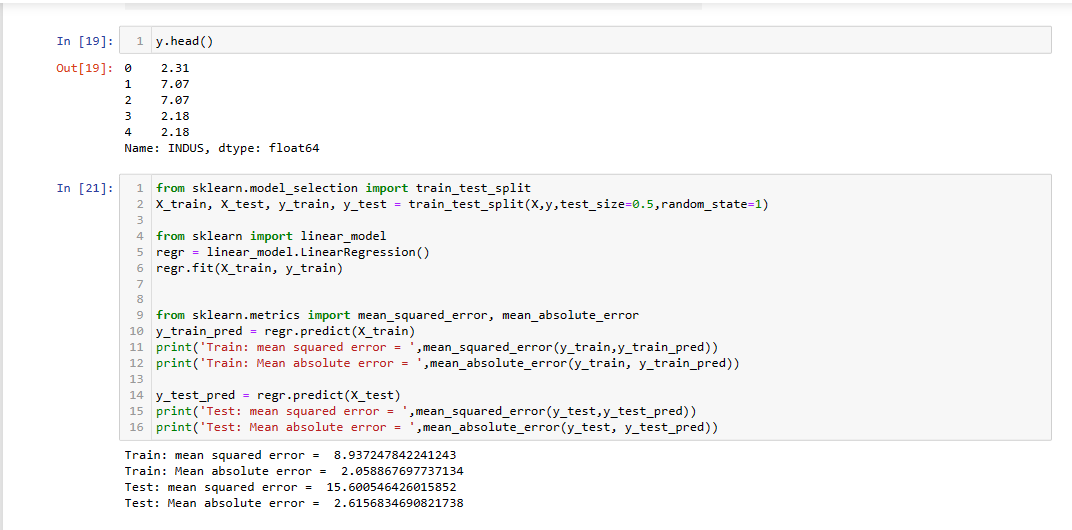 In [19]: 1 y.head()
Out[19]: 0    2.31
1    7.07
2    7.07
3    2.18
4    2.18
Name: INDUS, dtype: float64
In [21]: 1 from sklearn.model_selection import train_test_split
2 X_train, X_test, y_train, y_test = train_test_split(X,y,test_size=0.5,random_state=1)
3
4 from sklearn import linear_model
5 regr = linear_model.LinearRegression()
6 regr.fit(X_train, y_train)
7
8
9 from sklearn.metrics import mean_squared_error, mean_absolute_error
10 y_train_pred = regr.predict(X_train)
11 print('Train: mean squared error = ',mean_squared_error(y_train,y_train_pred))
12 print('Train: Mean absolute error = ',mean_absolute_error(y_train, y_train_pred))
13
14 y_test_pred = regr.predict(X_test)
15 print('Test: mean squared error = ',mean_squared_error(y_test,y_test_pred))
16 print('Test: Mean absolute error = ',mean_absolute_error(y_test, y_test_pred))
Train: mean squared error =  8.937247842241243
Train: Mean absolute error =  2.058867697737134
Test: mean squared error =  15.600546426015852
Test: Mean absolute error =  2.6156834690821738